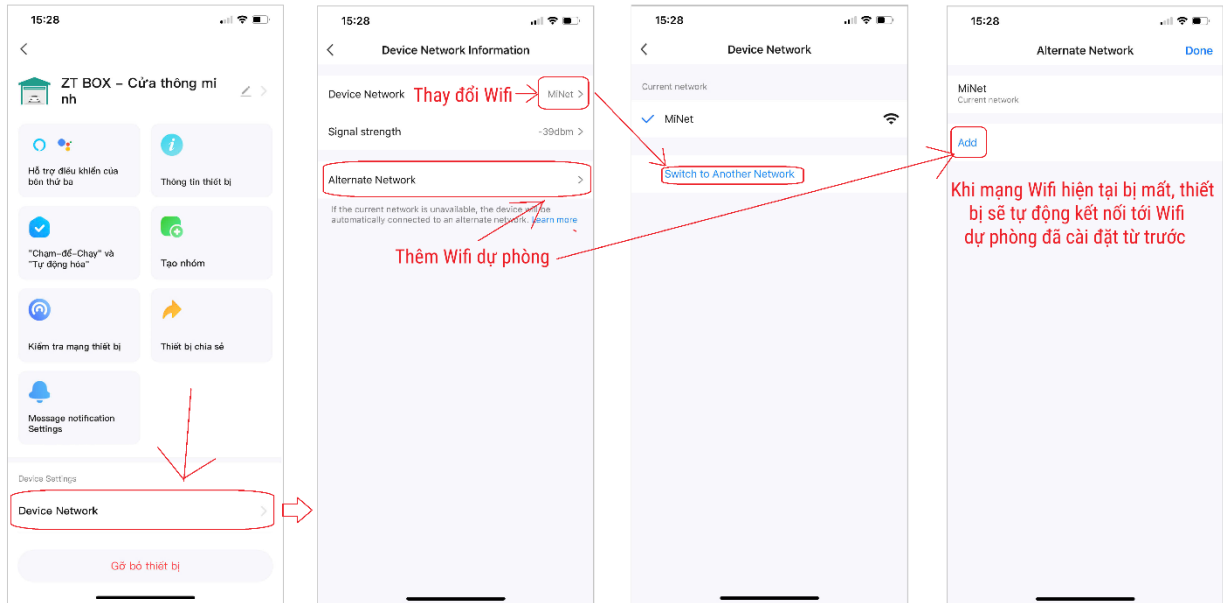 15:28
ZT BOX – Cửa thông mi
nh
Hỗ trợ điều khiển của
bên thứ ba
Thông tin thiết bị
"Chạm-để-Chạy" và
"Tự động hóa"
Tạo nhóm
Kiểm tra mạng thiết bị
Thiết bị chia sẻ
Message notification
Settings
Device Settings
Device Network
Gỡ bỏ thiết bị
15:28
Device Network Information
Device Network
Thay đổi Wifi
MiNet
Signal strength
-39dbm
Alternate Network
If the current network is unavailable, the device will be
automatically connected to an alternate network. Learn more
Thêm Wifi dự phòng
15:28
Device Network
Current network
MiNet
Switch to Another Network
15:28
Alternate Network
Done
MiNet
Current network
Add
Khi mạng Wifi hiện tại bị mất, thiết
bị sẽ tự động kết nối tới Wifi
dự phòng đã cài đặt từ trước